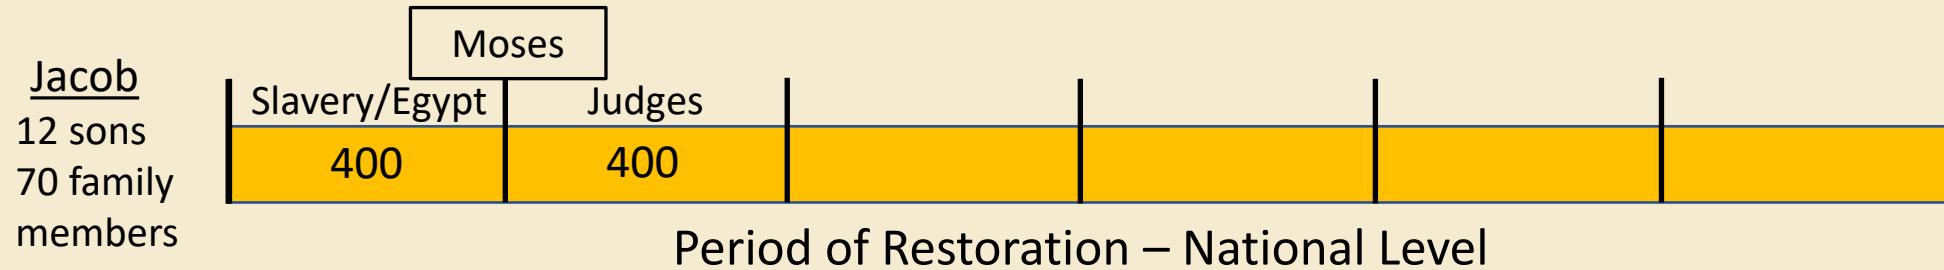 Moses
Jacob
12 sons
70 family
members
Slavery/Egypt
Judges
400
400
Period of Restoration – National Level